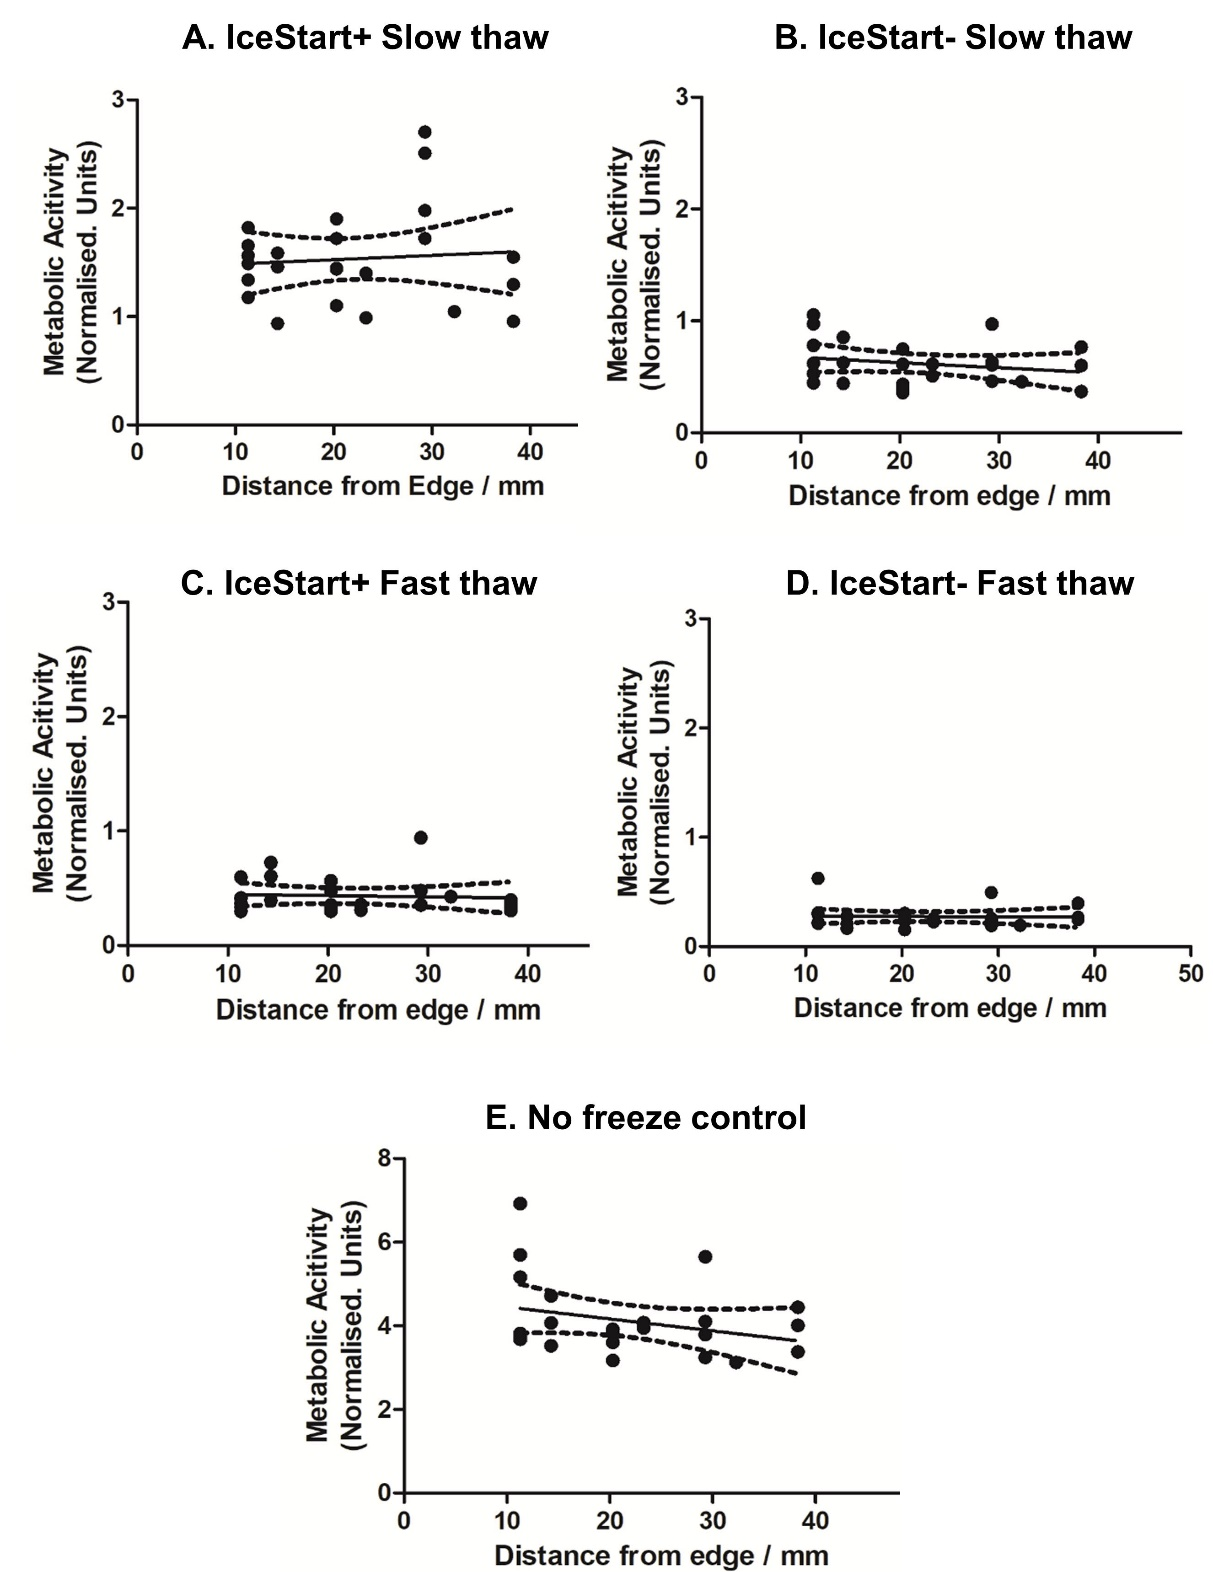 A. IceStart+ Slow thaw
3
2
1
0
Metabolic Acitivity
(Normalised. Units)
0 10 20 30 40
Distance from Edge / mm
B. IceStart- Slow thaw
3
2
1
0
Metabolic Acitivity
(Normalised. Units)
0 10 20 30 40
Distance from edge / mm
C. IceStart+ Fast thaw
3
2
1
0
Metabolic Acitivity
(Normalised. Units)
0 10 20 30 40
Distance from edge / mm
D. IceStart- Fast thaw
3
2
1
0
Metabolic Acitivity
(Normalised. Units)
0 10 20 30 40 50
Distance from edge / mm
E. No freeze control
8
6
4
2
0
Metabolic Acitivity
(Normalised. Units)
0 10 20 30 40
Distance from edge / mm